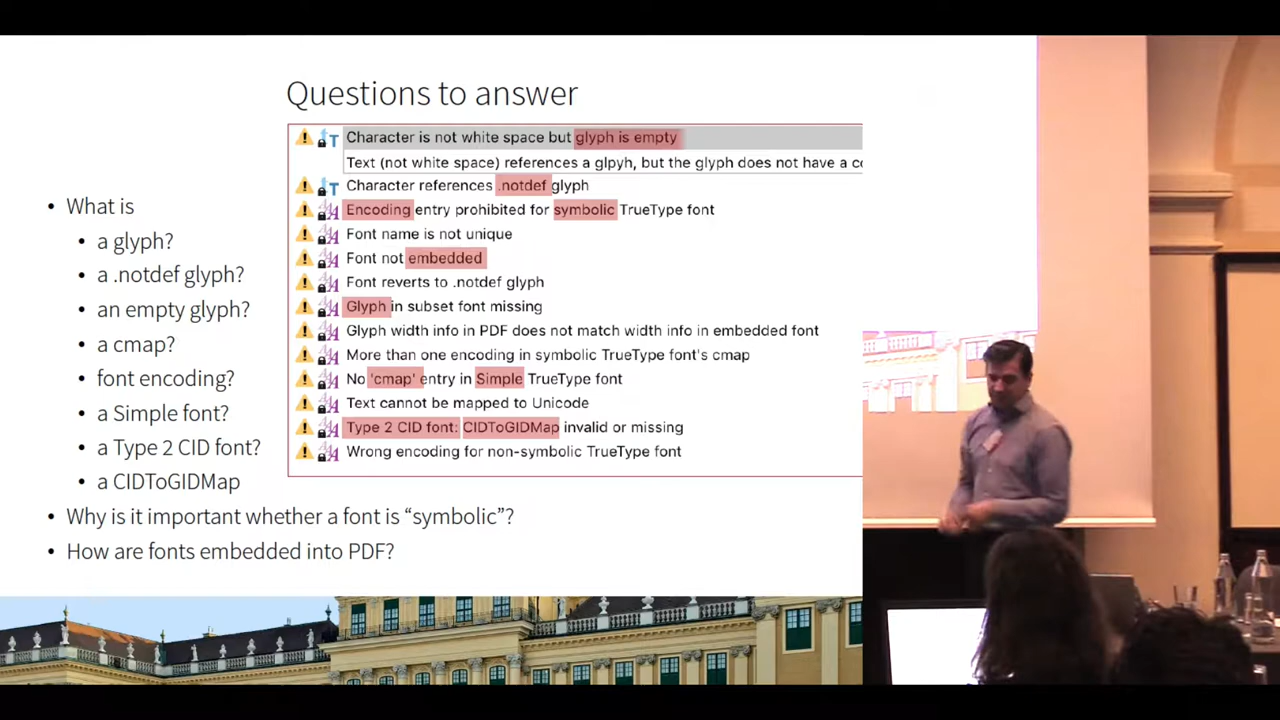 Questions to answer
Character is not white space but glyph is empty
Text (not white space) references a glpyh, but the glyph does not have a co
Character references .notdef glyph
Encoding entry prohibited for symbolic TrueType font
Font name is not unique
Font not embedded
Font reverts to .notdef glyph
Glyph in subset font missing
Glyph width info in PDF does not match width info in embedded font
More than one encoding in symbolic TrueType font's cmap
No 'cmap' entry in Simple TrueType font
Text cannot be mapped to Unicode
Type 2 CID font: CIDToGIDMap invalid or missing
Wrong encoding for non-symbolic TrueType font
• What is
• a glyph?
• a .notdef glyph?
• an empty glyph?
• a cmap?
• font encoding?
• a Simple font?
• a Type 2 CID font?
• a CIDToGIDMap
• Why is it important whether a font is “symbolic”?
• How are fonts embedded into PDF?